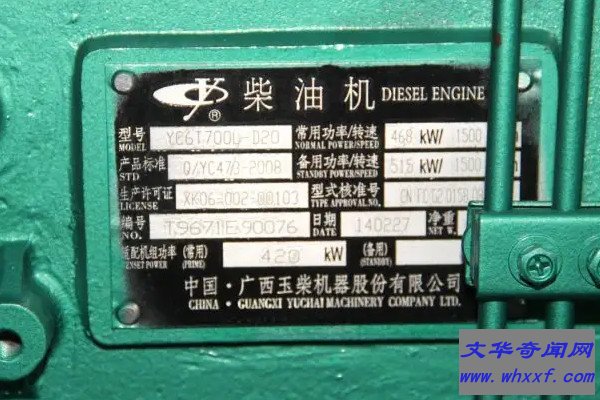 ® 柴油机 DIESEL ENGINE
型号 YC6T700L-D20 常用功率/转速 468 kW/ 1500
MODEL NORMAL POWER/SPEED
产品标准 Q/YC473-2008 备用功率/转速 515 kW/ 1500
STD STANDBY POWER/SPEED
生产许可证 XK06-002-00103 型式核准号
LICENSE TYPE APPROVAL NO.
编号 日期 140227 净重
NO. DATE NET W.
适配机组功率 (常用) 420 kW (备用)
GENSET POWER (PRIME) (STANDBY)
中国·广西玉柴机器股份有限公司
CHINA · GUANGXI YUCHAI MACHINERY COMPANY LTD.
文华奇闻网
www.whxxf.com